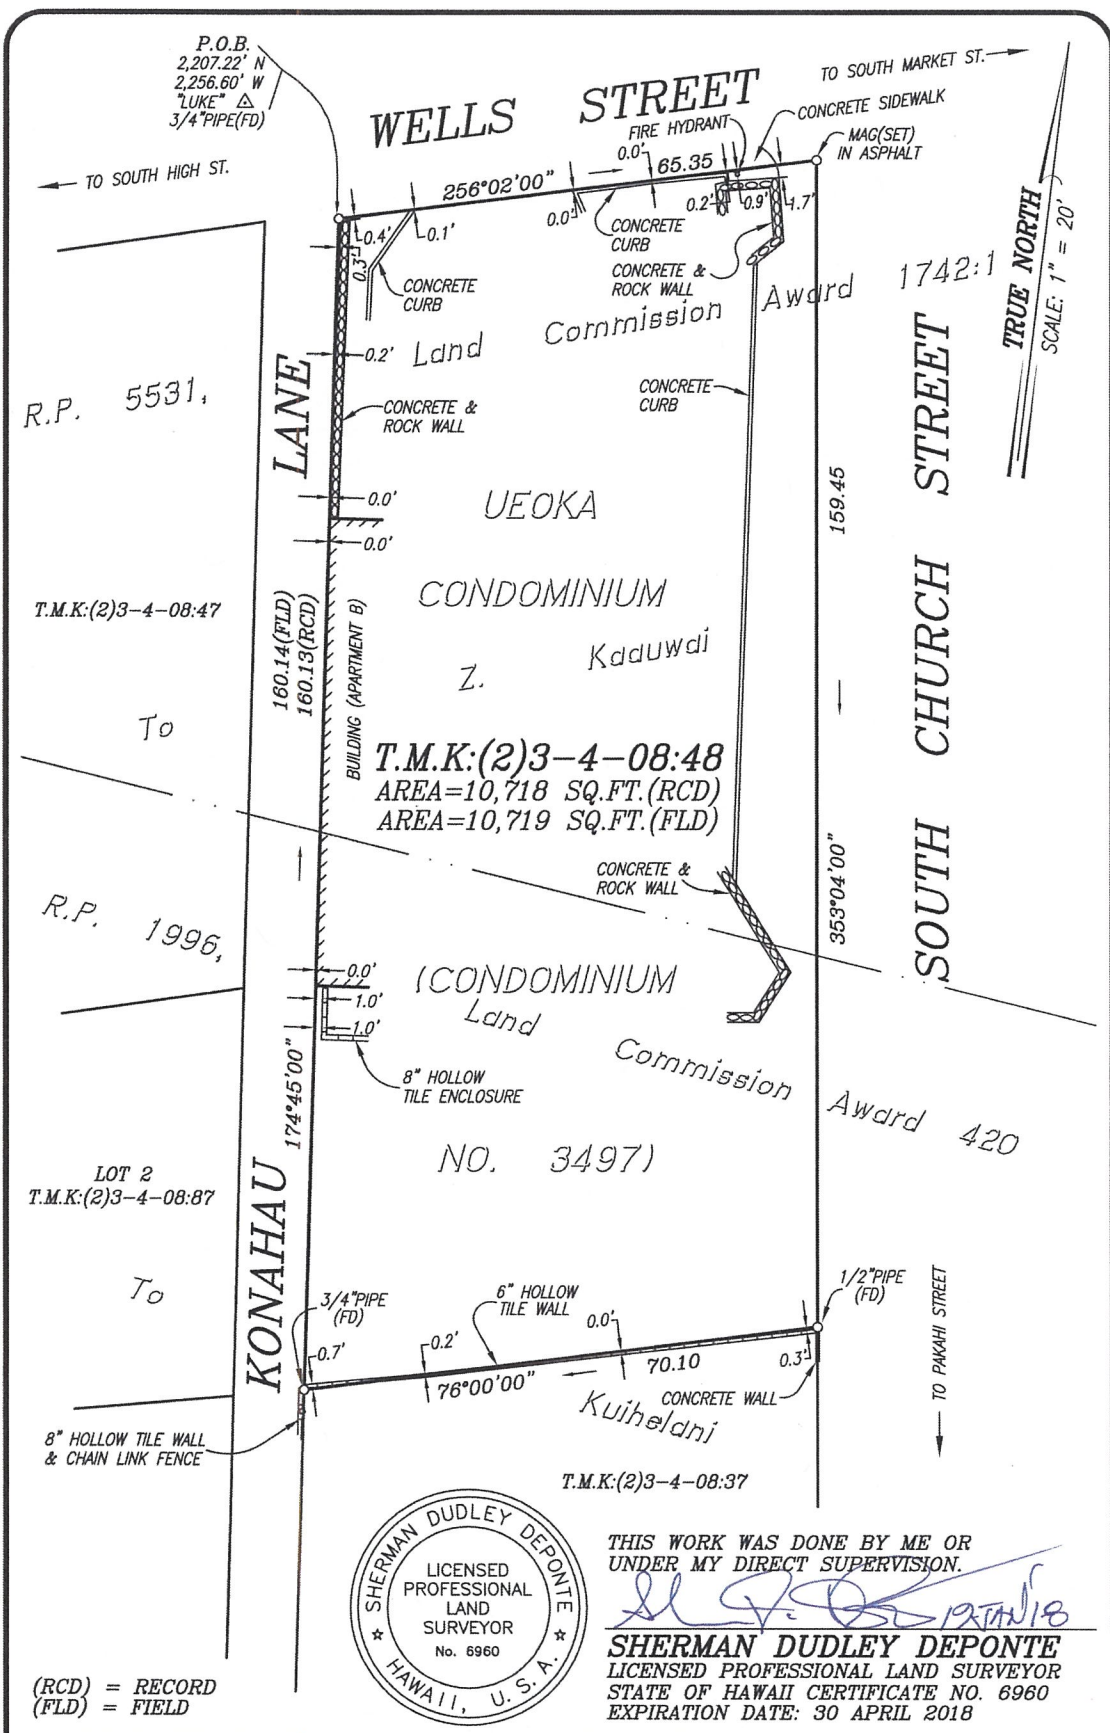 P.O.B.
2,207.22' N
2,256.60' W
"LUKE"
3/4"PIPE(FD)
WELLS STREET
TO SOUTH MARKET ST.
CONCRETE SIDEWALK
FIRE HYDRANT
MAG(SET)
IN ASPHALT
TO SOUTH HIGH ST.
256°02'00"
0.0'
65.35
0.0'
0.2'
0.9'
1.7'
0.4'
0.1'
0.3'
CONCRETE
CURB
CONCRETE
CURB
CONCRETE &
ROCK WALL
TRUE NORTH
SCALE: 1" = 20'
Land Commission Award 1742:1
0.2'
R.P. 5531,
CONCRETE &
ROCK WALL
CONCRETE
CURB
KONAHAU LANE
SOUTH CHURCH STREET
0.0'
0.0'
UEOKA
159.45
CONDOMINIUM
T.M.K:(2)3-4-08:47
160.14(FLD)
160.13(RCD)
BUILDING (APARTMENT B)
Z. Kaauwai
To
T.M.K:(2)3-4-08:48
AREA=10,718 SQ.FT.(RCD)
AREA=10,719 SQ.FT.(FLD)
CONCRETE &
ROCK WALL
353°04'00"
R.P. 1996,
0.0'
1.0'
1.0'
(CONDOMINIUM
Land Commission Award 420
8" HOLLOW
TILE ENCLOSURE
174°45'00"
NO. 3497)
LOT 2
T.M.K:(2)3-4-08:87
To
3/4"PIPE
(FD)
6" HOLLOW
TILE WALL
1/2"PIPE
(FD)
TO PAKAHI STREET
0.7'
0.2'
0.0'
0.3'
76°00'00"
70.10
CONCRETE WALL
Kuihelani
8" HOLLOW TILE WALL
& CHAIN LINK FENCE
T.M.K:(2)3-4-08:37
SHERMAN DUDLEY DEPONTE
LICENSED
PROFESSIONAL
LAND
SURVEYOR
No. 6960
HAWAII, U.S.A.
THIS WORK WAS DONE BY ME OR
UNDER MY DIRECT SUPERVISION.
19JAN18
SHERMAN DUDLEY DEPONTE
LICENSED PROFESSIONAL LAND SURVEYOR
STATE OF HAWAII CERTIFICATE NO. 6960
EXPIRATION DATE: 30 APRIL 2018
(RCD) = RECORD
(FLD) = FIELD